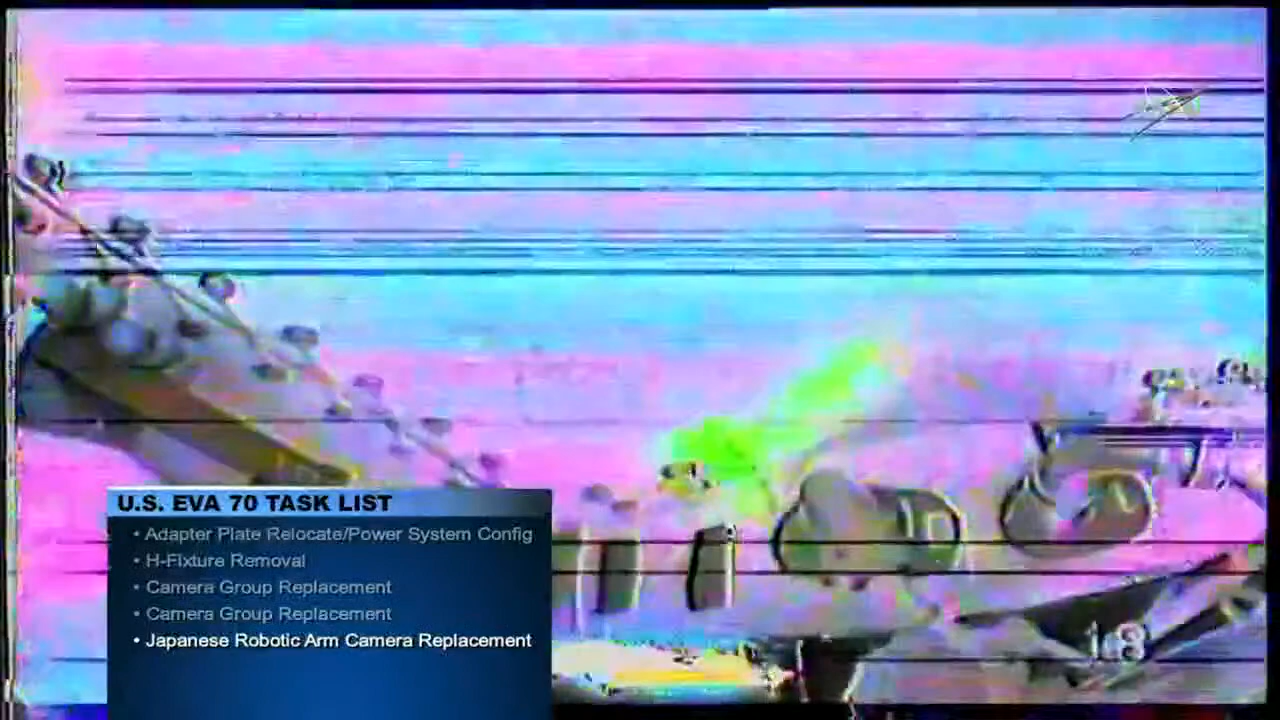 U.S. EVA 70 TASK LIST
• Adapter Plate Relocate/Power System Config
• H-Fixture Removal
• Camera Group Replacement
• Camera Group Replacement
• Japanese Robotic Arm Camera Replacement
18